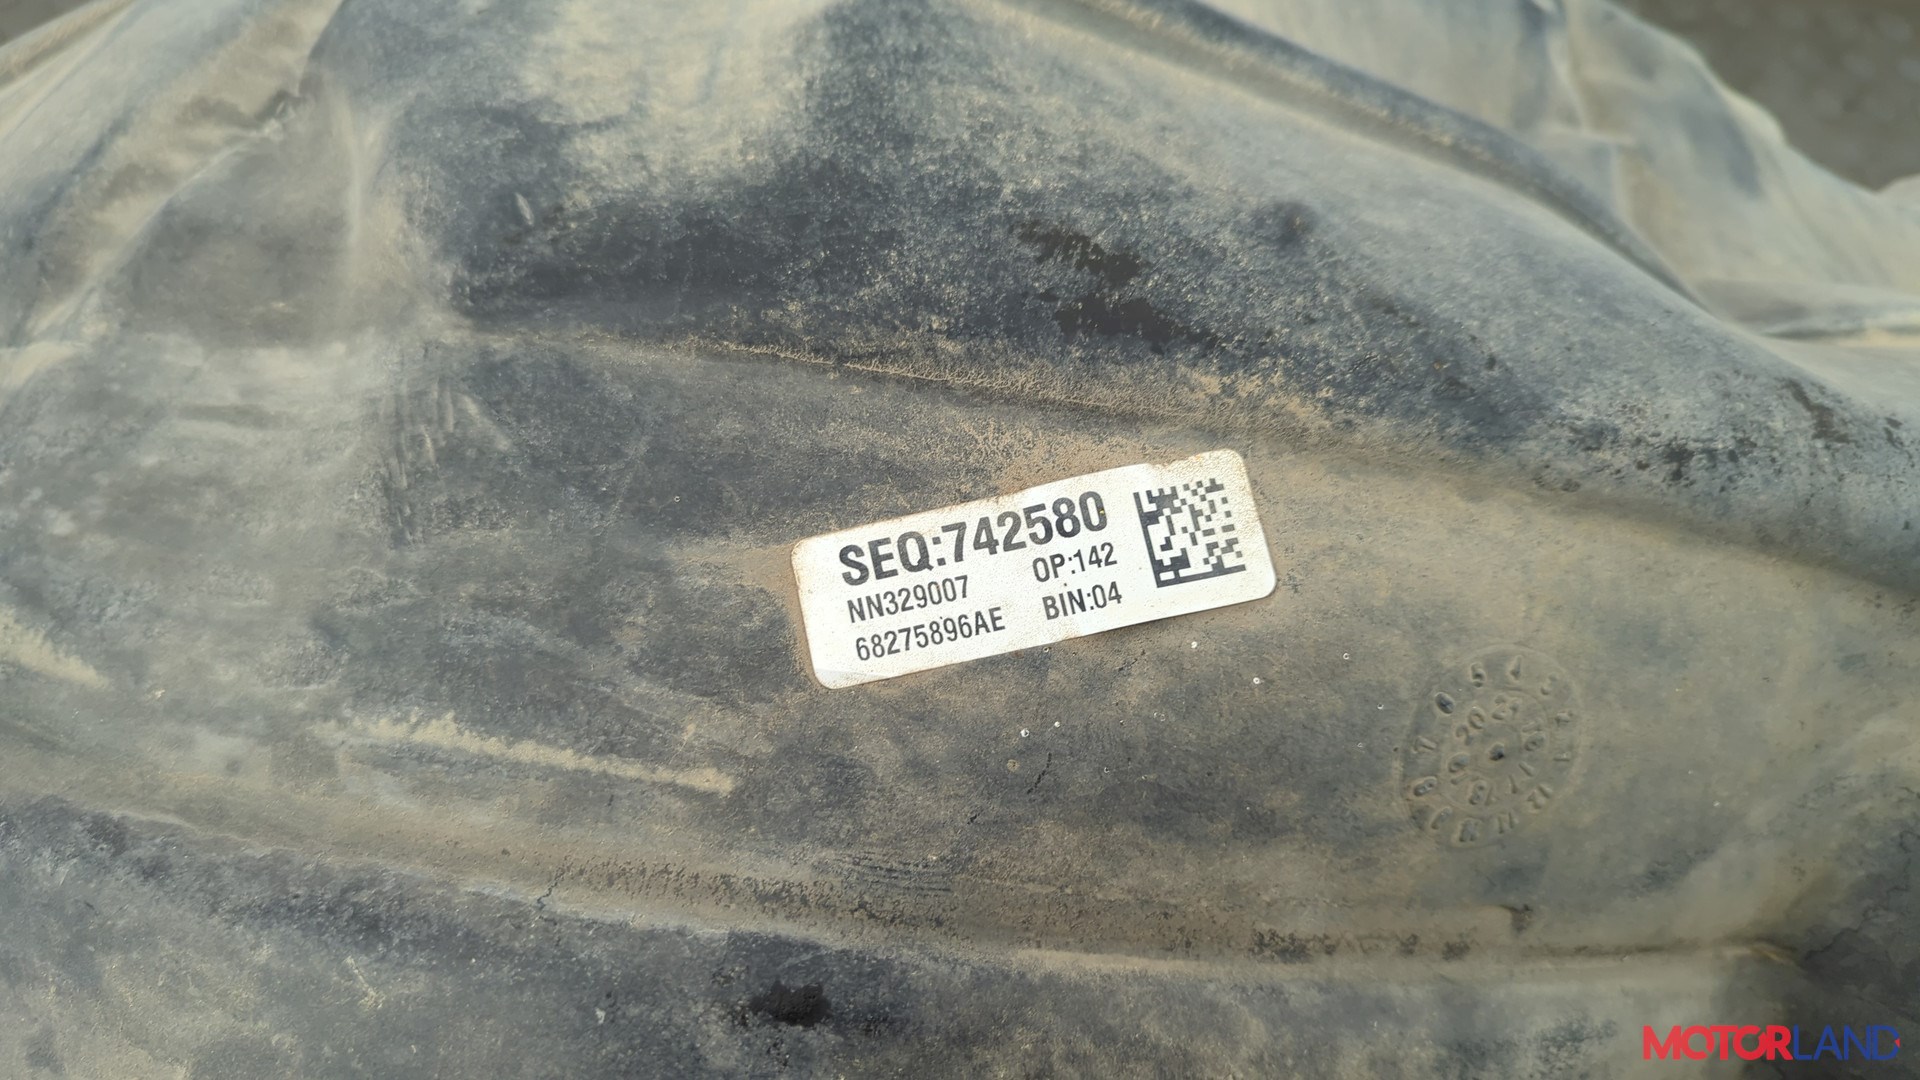 SEQ:742580
NN329007 OP:142
68275896AE BIN:04
MOTORLAND